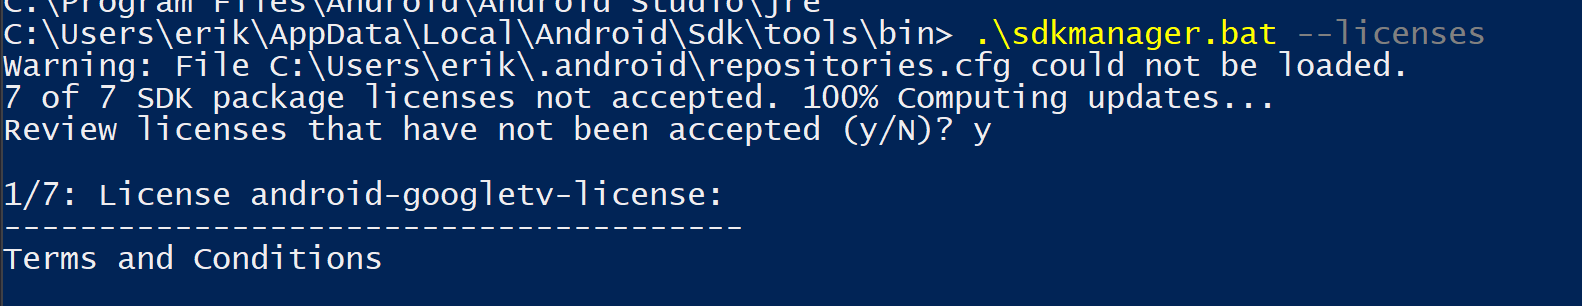 C:\Program Files\Android\Android Studio\jre
C:\Users\erik\AppData\Local\Android\Sdk\tools\bin> .\sdkmanager.bat --licenses
Warning: File C:\Users\erik\.android\repositories.cfg could not be loaded.
7 of 7 SDK package licenses not accepted. 100% Computing updates...
Review licenses that have not been accepted (y/N)? y
1/7: License android-googletv-license:
---------------------------------------
Terms and Conditions